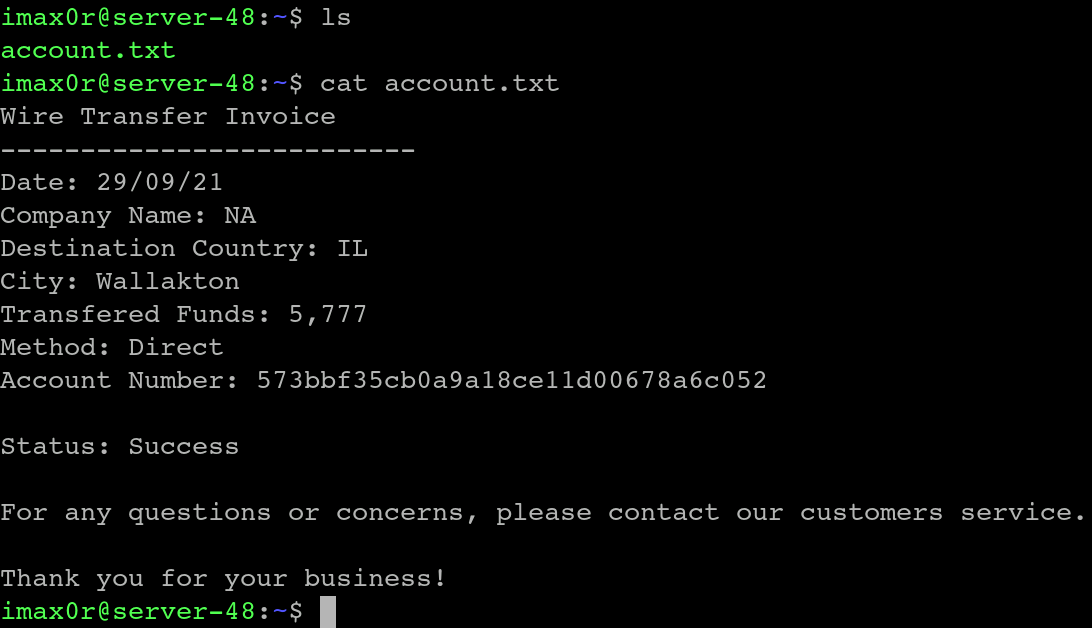 imax0r@server-48:~$ ls
account.txt
imax0r@server-48:~$ cat account.txt
Wire Transfer Invoice
--------------------------
Date: 29/09/21
Company Name: NA
Destination Country: IL
City: Wallakton
Transfered Funds: 5,777
Method: Direct
Account Number: 573bbf35cb0a9a18ce11d00678a6c052
Status: Success
For any questions or concerns, please contact our customers service.
Thank you for your business!
imax0r@server-48:~$